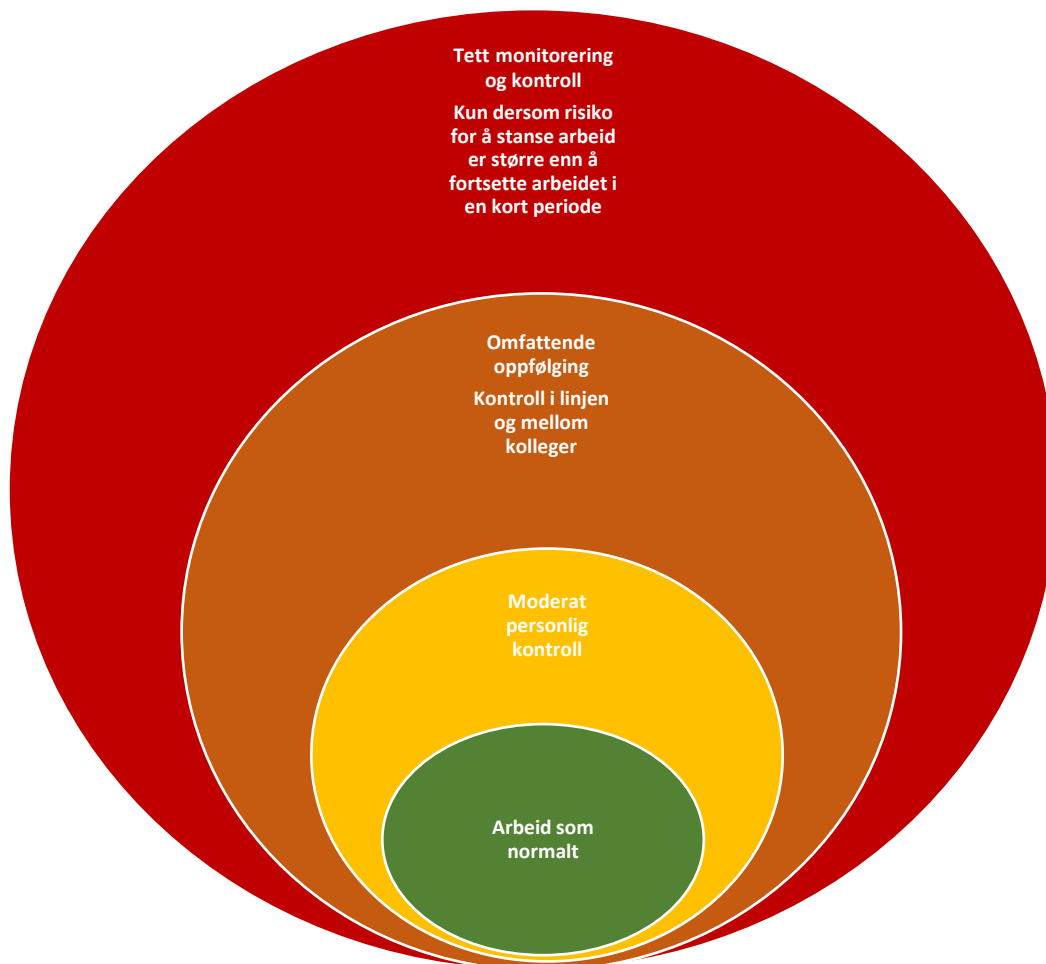 Tett monitorering
og kontroll
Kun dersom risiko
for å stanse arbeid
er større enn å
fortsette arbeidet i
en kort periode
Omfattende
oppfølging
Kontroll i linjen
og mellom
kolleger
Moderat
personlig
kontroll
Arbeid som
normalt